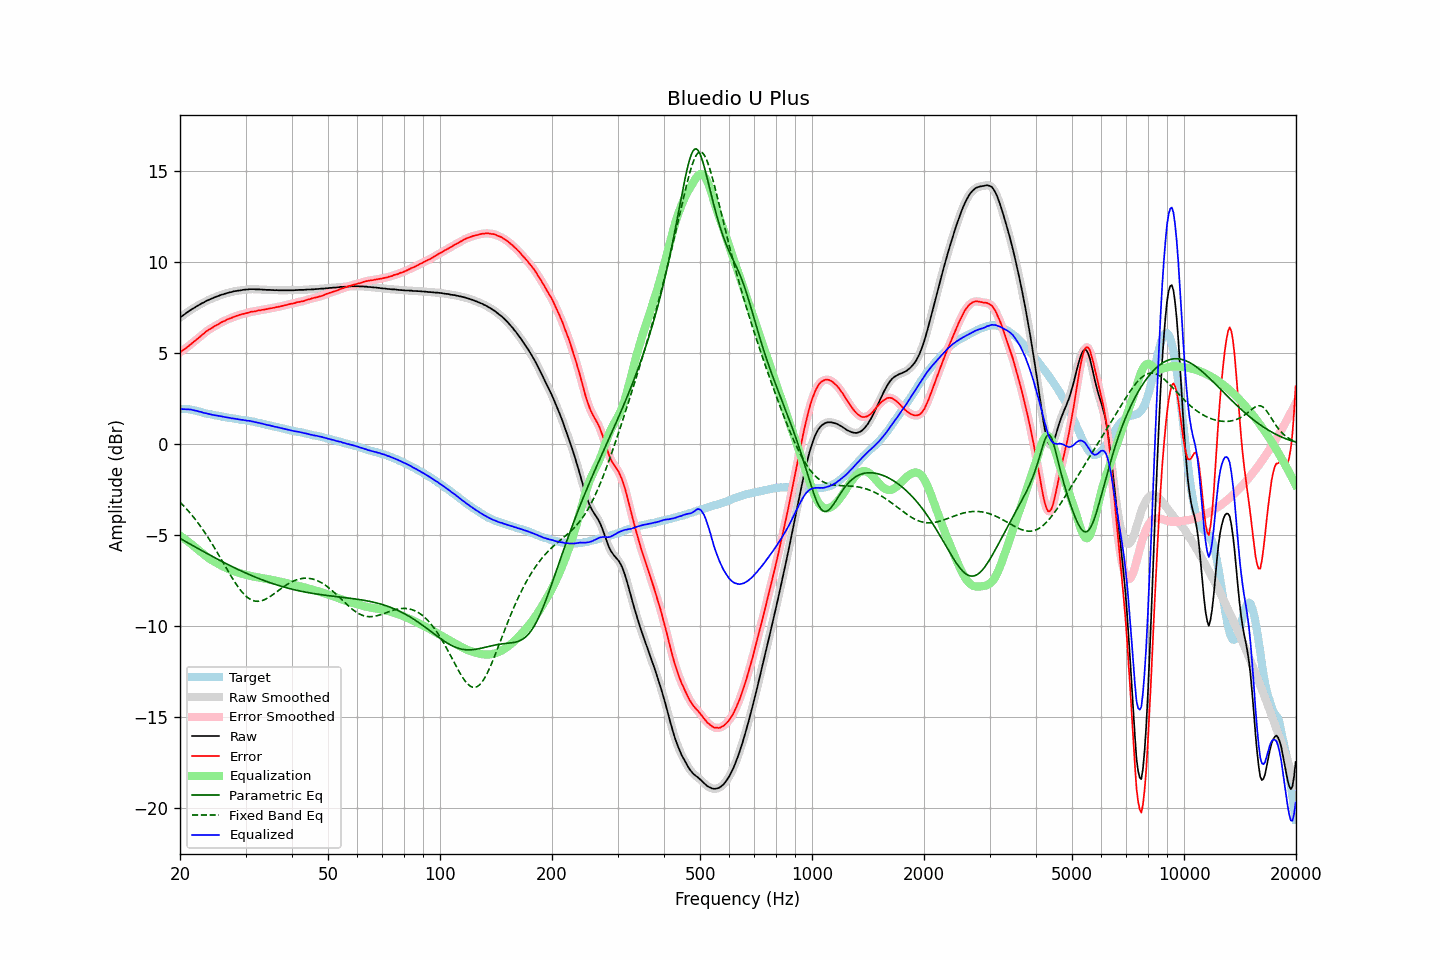 Bluedio U Plus
Amplitude (dBr)
15
10
5
0
−5
−10
−15
−20
Target
Raw Smoothed
Error Smoothed
Raw
Error
Equalization
Parametric Eq
Fixed Band Eq
Equalized
20
50
100
200
500
1000
2000
5000
10000
20000
Frequency (Hz)